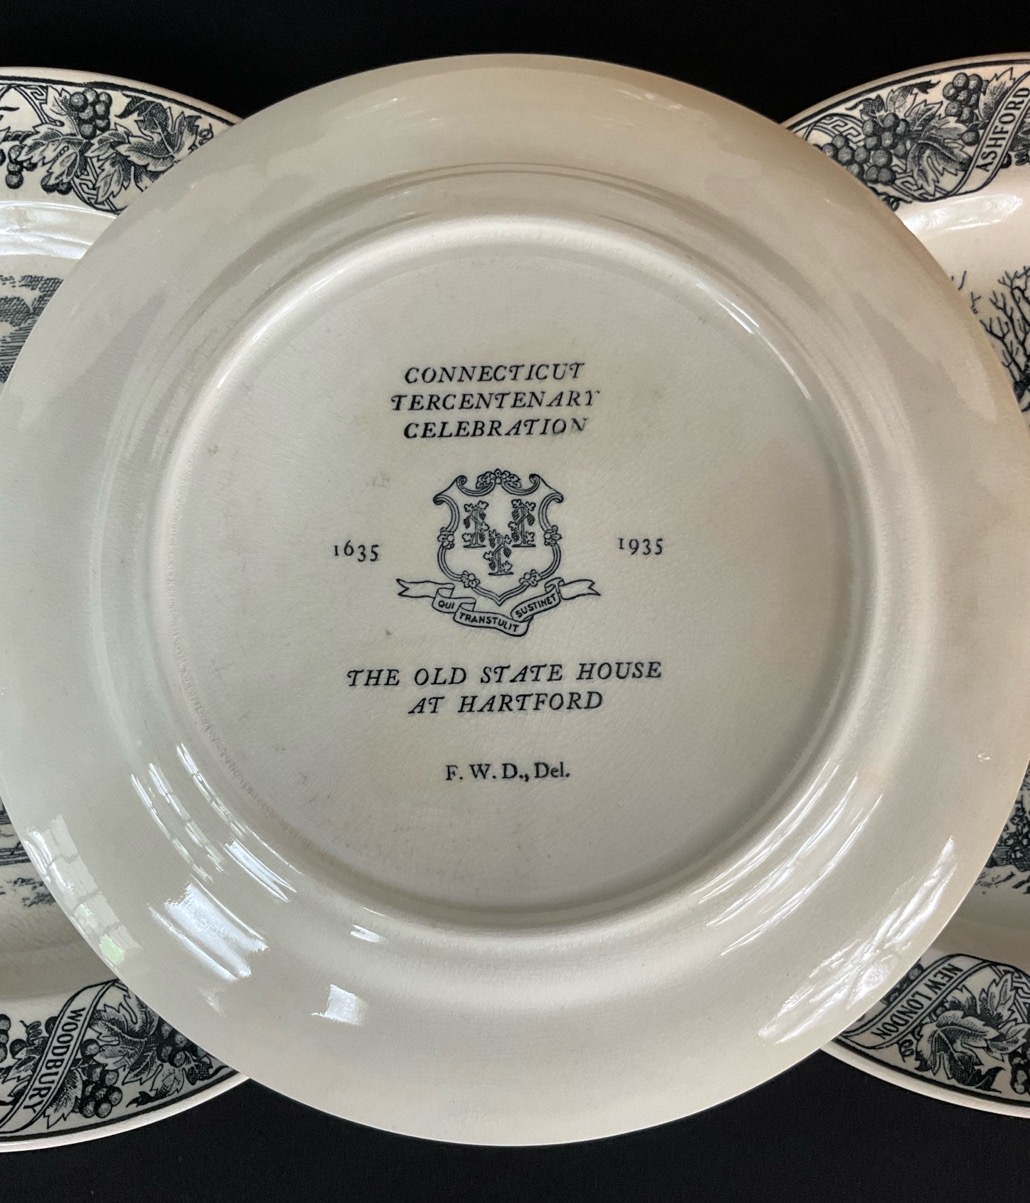 CONNECTICUT
TERCENTENARY
CELEBRATION
1635 1935
QUI TRANSTULIT SUSTINET
THE OLD STATE HOUSE
AT HARTFORD
F. W. D., Del.
ASHFORD
WOODBURY
NEW LONDON